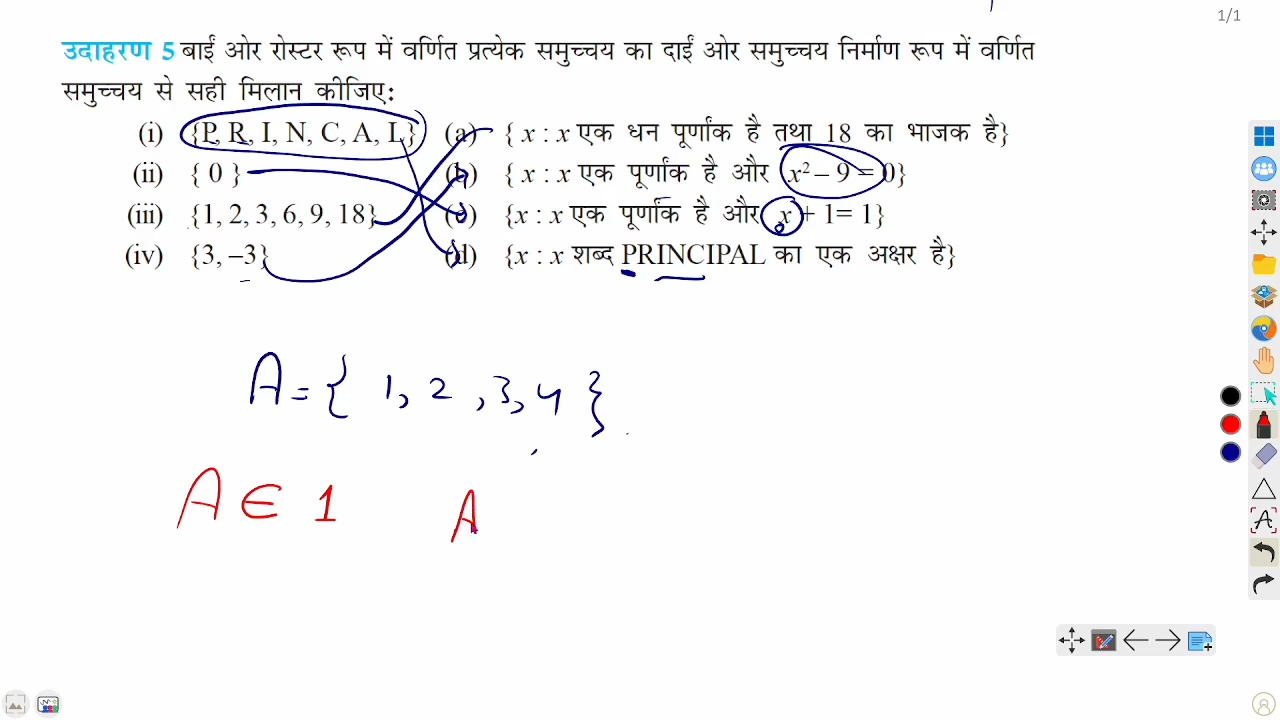 1/1
उदाहरण 5 बाईं ओर रोस्टर रूप में वर्णित प्रत्येक समुच्चय का दाईं ओर समुच्चय निर्माण रूप में वर्णित
समुच्चय से सही मिलान कीजिए:
(i) {P, R, I, N, C, A, L} (a) { x : x एक धन पूर्णांक है तथा 18 का भाजक है}
(ii) { 0 } (b) { x : x एक पूर्णांक है और x² – 9 = 0}
(iii) {1, 2, 3, 6, 9, 18} (c) {x : x एक पूर्णांक है और x + 1= 1}
(iv) {3, –3} (d) {x : x शब्द PRINCIPAL का एक अक्षर है}
A = { 1, 2 , 3, 4 }
A ∈ 1 A